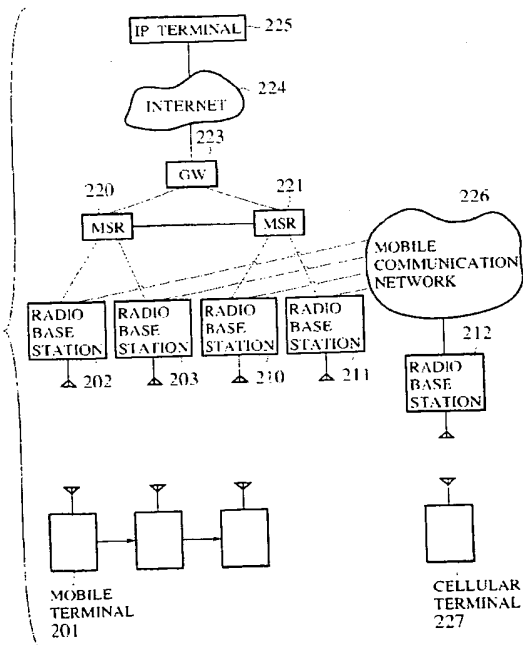 IP TERMINAL
225
INTERNET
224
223
GW
220
221
MSR
MSR
226
MOBILE
COMMUNICATION
NETWORK
RADIO
BASE
STATION
202
RADIO
BASE
STATION
203
RADIO
BASE
STATION
210
RADIO
BASE
STATION
211
212
RADIO
BASE
STATION
MOBILE
TERMINAL
201
CELLULAR
TERMINAL
227